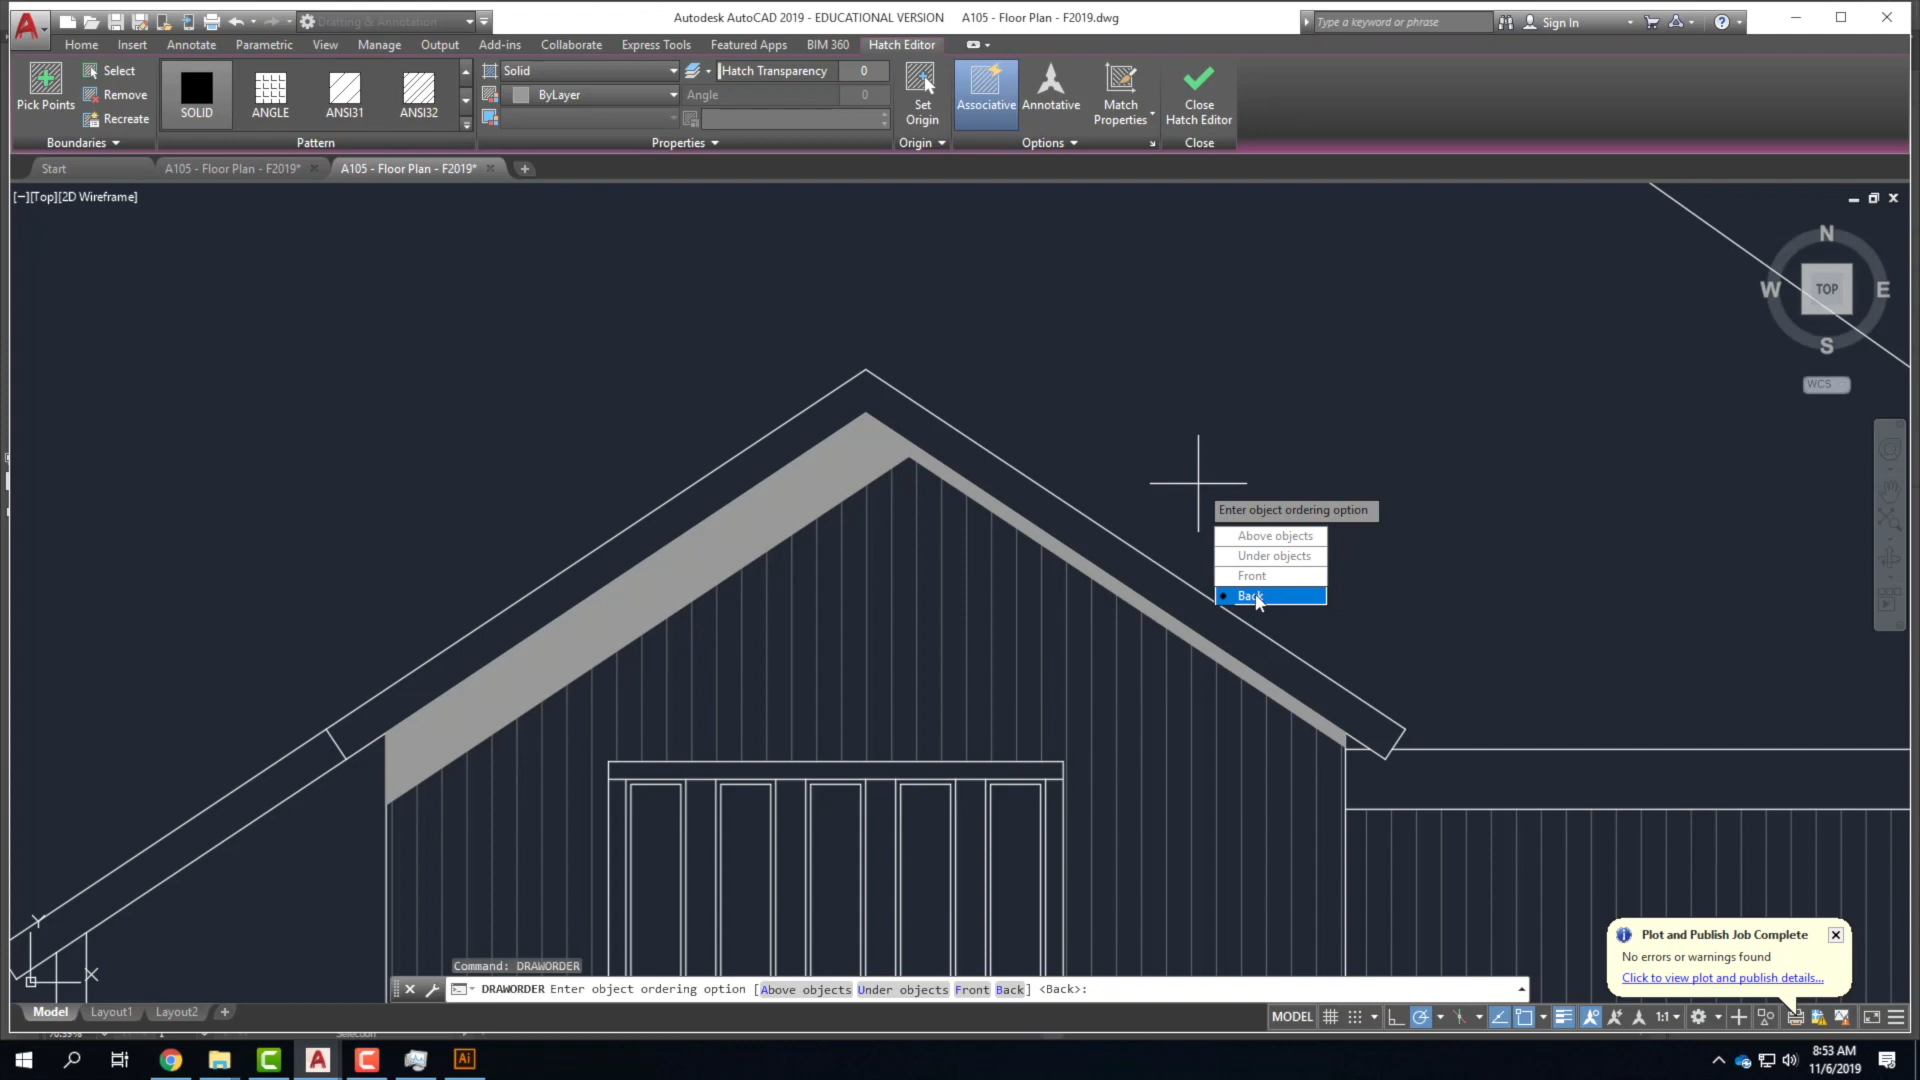 Drafting & Annotation
Autodesk AutoCAD 2019 - EDUCATIONAL VERSION A105 - Floor Plan - F2019.dwg
Type a keyword or phrase
Sign In
Home Insert Annotate Parametric View Manage Output Add-ins Collaborate Express Tools Featured Apps BIM 360 Hatch Editor
Pick Points
Select
Remove
Recreate
Boundaries
SOLID ANGLE ANSI31 ANSI32
Pattern
Solid
Hatch Transparency 0
ByLayer
Angle 0
Properties
Set
Origin
Origin
Associative
Annotative
Match
Properties
Options
Close
Hatch Editor
Close
Start A105 - Floor Plan - F2019* A105 - Floor Plan - F2019*
[−][Top][2D Wireframe]
N
W TOP E
S
WCS
Enter object ordering option
Above objects
Under objects
Front
Back
Y
X
Plot and Publish Job Complete
No errors or warnings found
Click to view plot and publish details...
Command: DRAWORDER
DRAWORDER Enter object ordering option [Above objects Under objects Front Back] <Back>:
Model Layout1 Layout2
MODEL 1:1
Ai
8:53 AM
11/6/2019